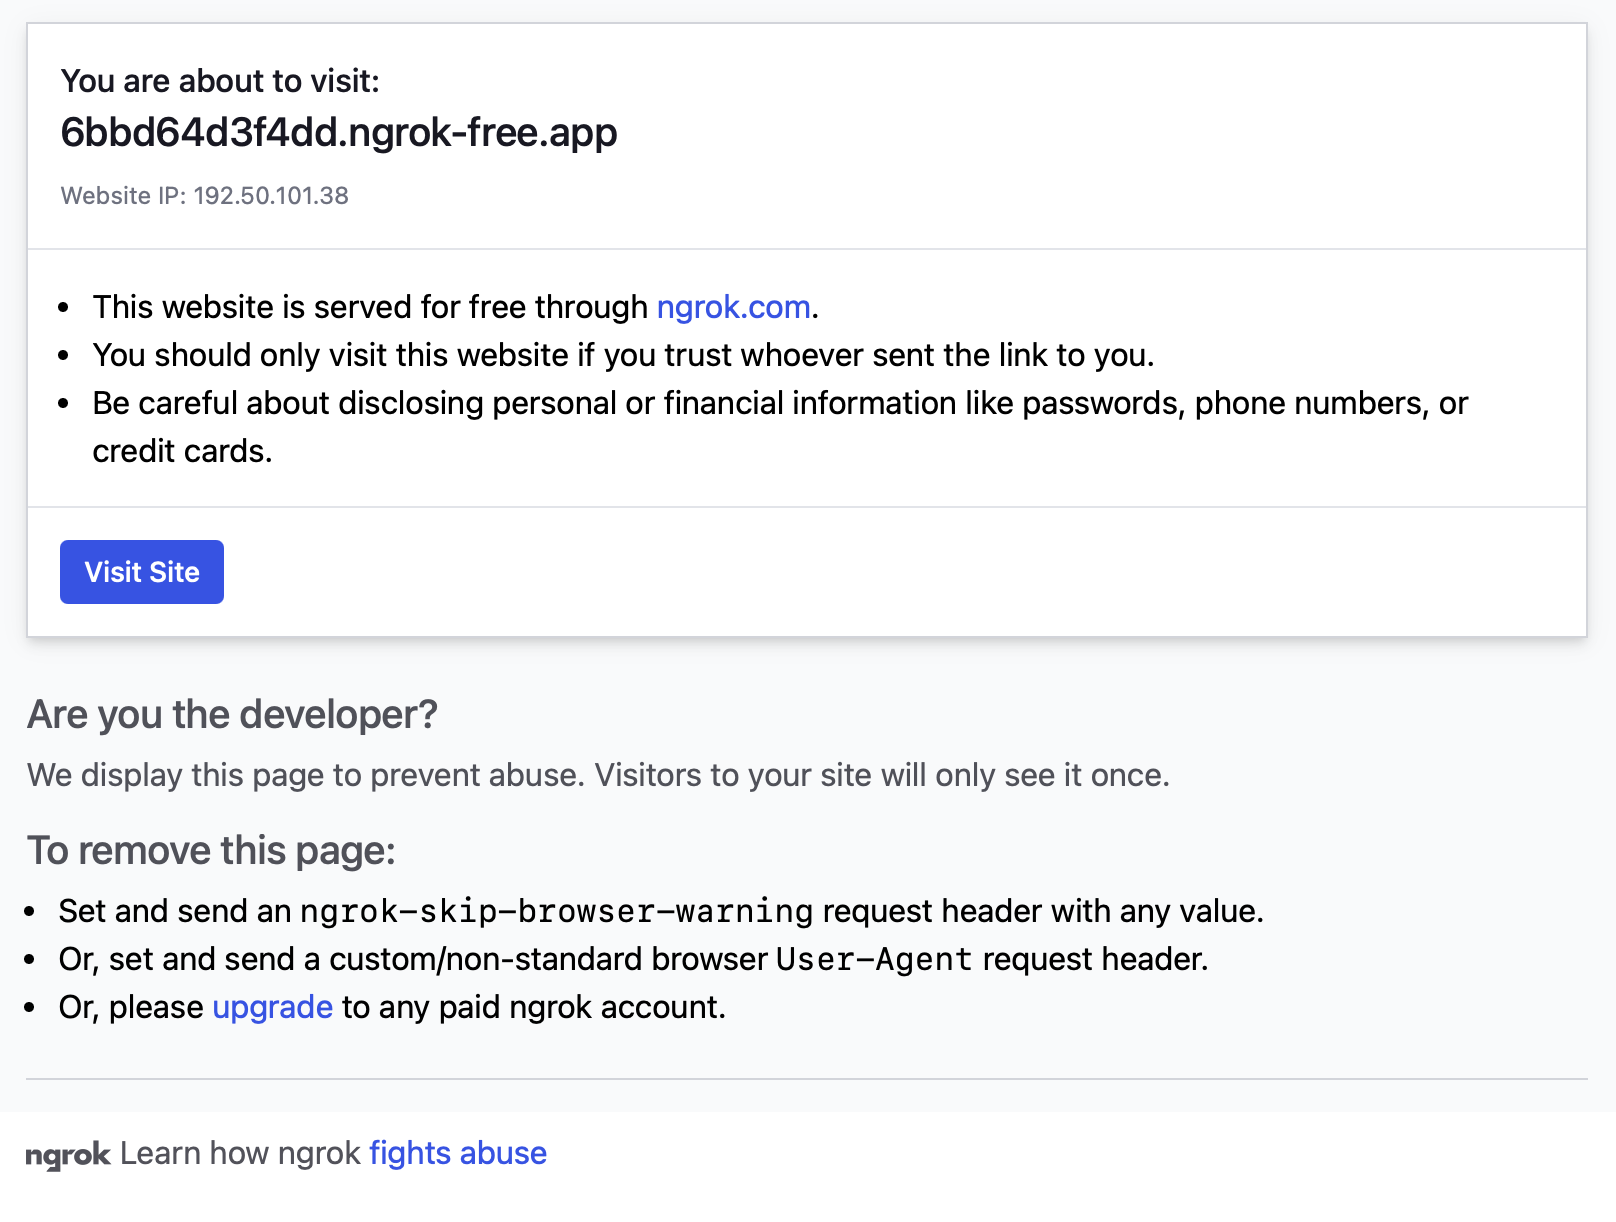 You are about to visit:
6bbd64d3f4dd.ngrok-free.app
Website IP: 192.50.101.38
• This website is served for free through ngrok.com.
• You should only visit this website if you trust whoever sent the link to you.
• Be careful about disclosing personal or financial information like passwords, phone numbers, or
credit cards.
Visit Site
Are you the developer?
We display this page to prevent abuse. Visitors to your site will only see it once.
To remove this page:
• Set and send an ngrok-skip-browser-warning request header with any value.
• Or, set and send a custom/non-standard browser User-Agent request header.
• Or, please upgrade to any paid ngrok account.
ngrok Learn how ngrok fights abuse